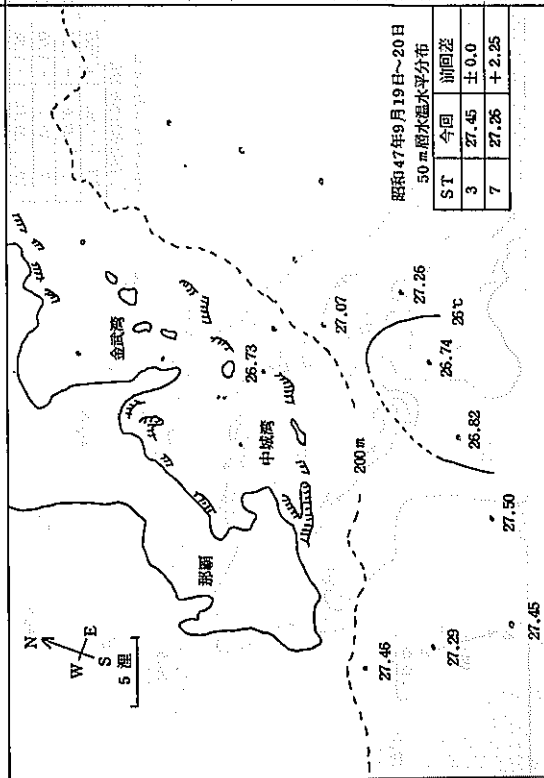 昭和47年9月19日~20日
50m層水温水平分布
ST 今回 前回差
3 27.45 ±0.0
7 27.26 +2.25
N
W E
S
5浬
金武湾
中城湾
那覇
200m
26.73
27.07
27.26
26℃
26.74
26.82
27.50
27.46
27.29
27.45